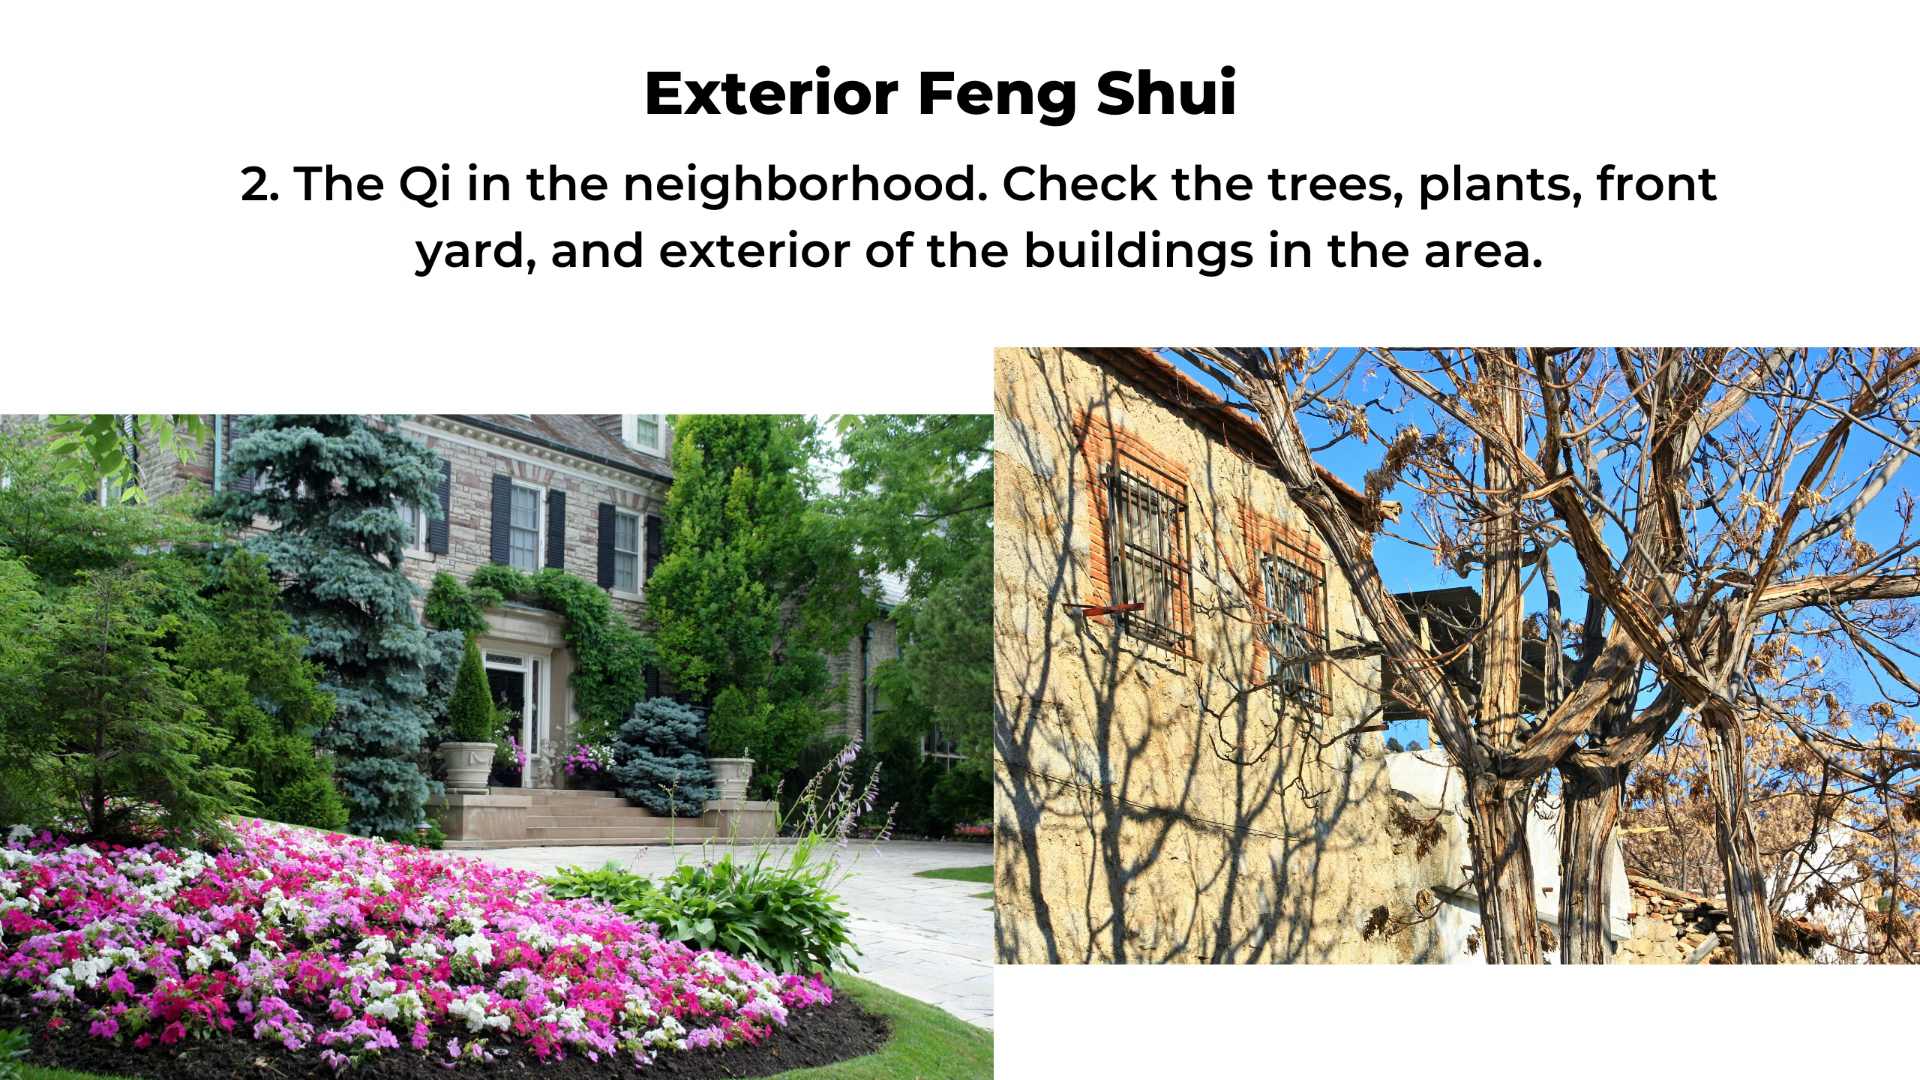 Exterior Feng Shui
2. The Qi in the neighborhood. Check the trees, plants, front
yard, and exterior of the buildings in the area.